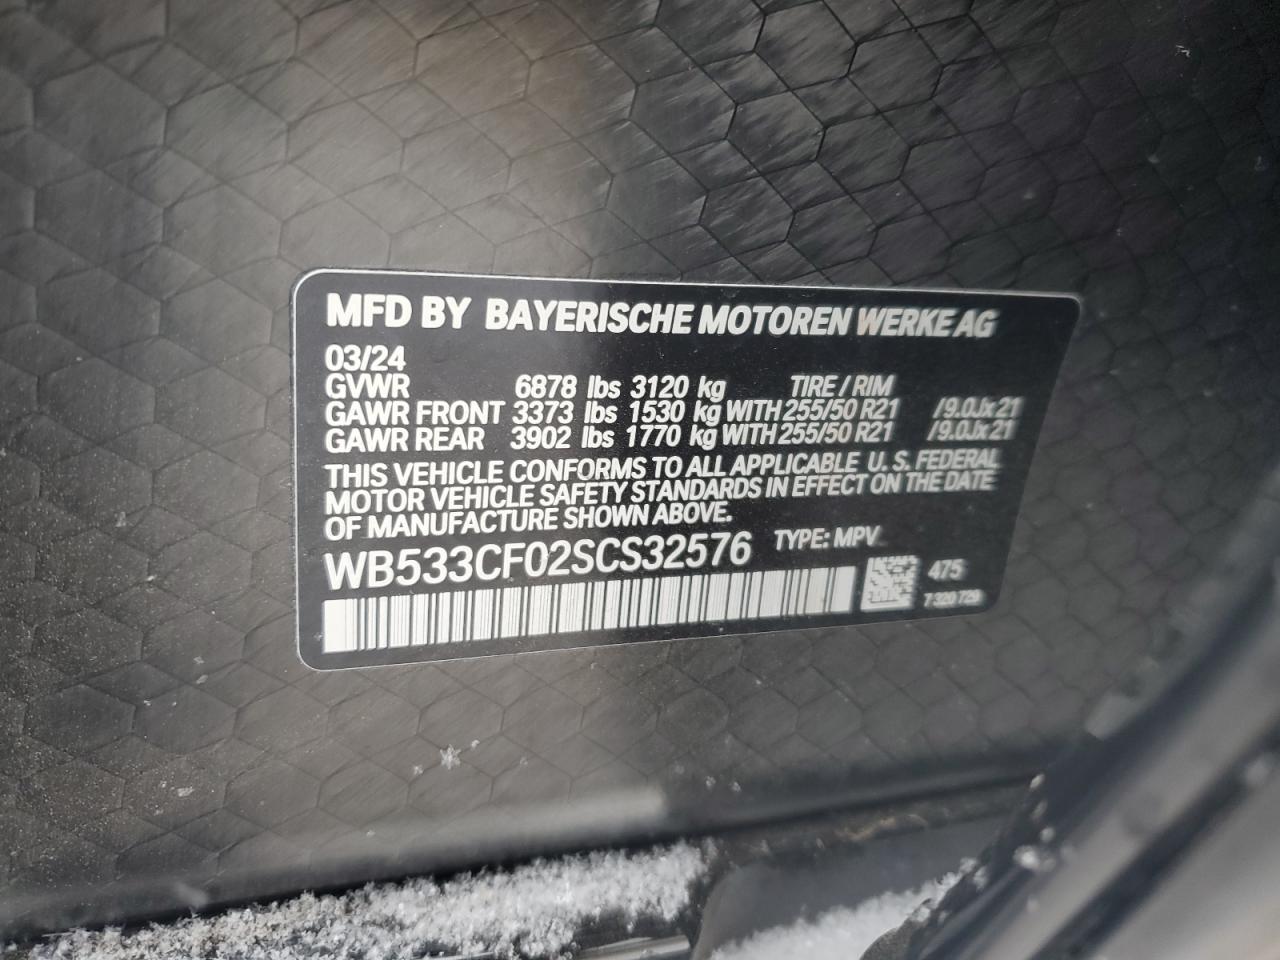 MFD BY BAYERISCHE MOTOREN WERKE AG
03/24
GVWR 6878 lbs 3120 kg TIRE / RIM
GAWR FRONT 3373 lbs 1530 kg WITH 255/50 R21 /9.0Jx21
GAWR REAR 3902 lbs 1770 kg WITH 255/50 R21 /9.0Jx21
THIS VEHICLE CONFORMS TO ALL APPLICABLE U. S. FEDERAL
MOTOR VEHICLE SAFETY STANDARDS IN EFFECT ON THE DATE
OF MANUFACTURE SHOWN ABOVE.
WB533CF02SCS32576 TYPE: MPV
475
7 320 729